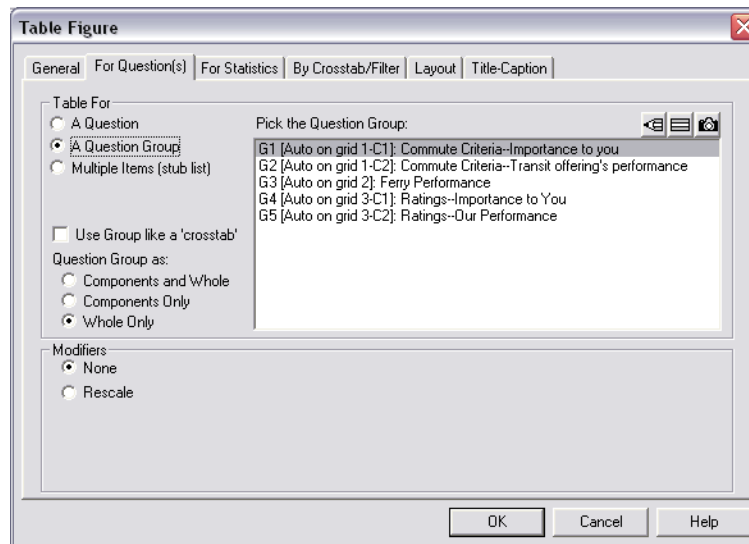 Table Figure
General For Question(s) For Statistics By Crosstab/Filter Layout Title-Caption
Table For
A Question
A Question Group
Multiple Items (stub list)
Use Group like a 'crosstab'
Question Group as:
Components and Whole
Components Only
Whole Only
Pick the Question Group:
G1 [Auto on grid 1-C1]: Commute Criteria--Importance to you
G2 [Auto on grid 1-C2]: Commute Criteria--Transit offering's performance
G3 [Auto on grid 2]: Ferry Performance
G4 [Auto on grid 3-C1]: Ratings--Importance to You
G5 [Auto on grid 3-C2]: Ratings--Our Performance
Modifiers
None
Rescale
OK Cancel Help